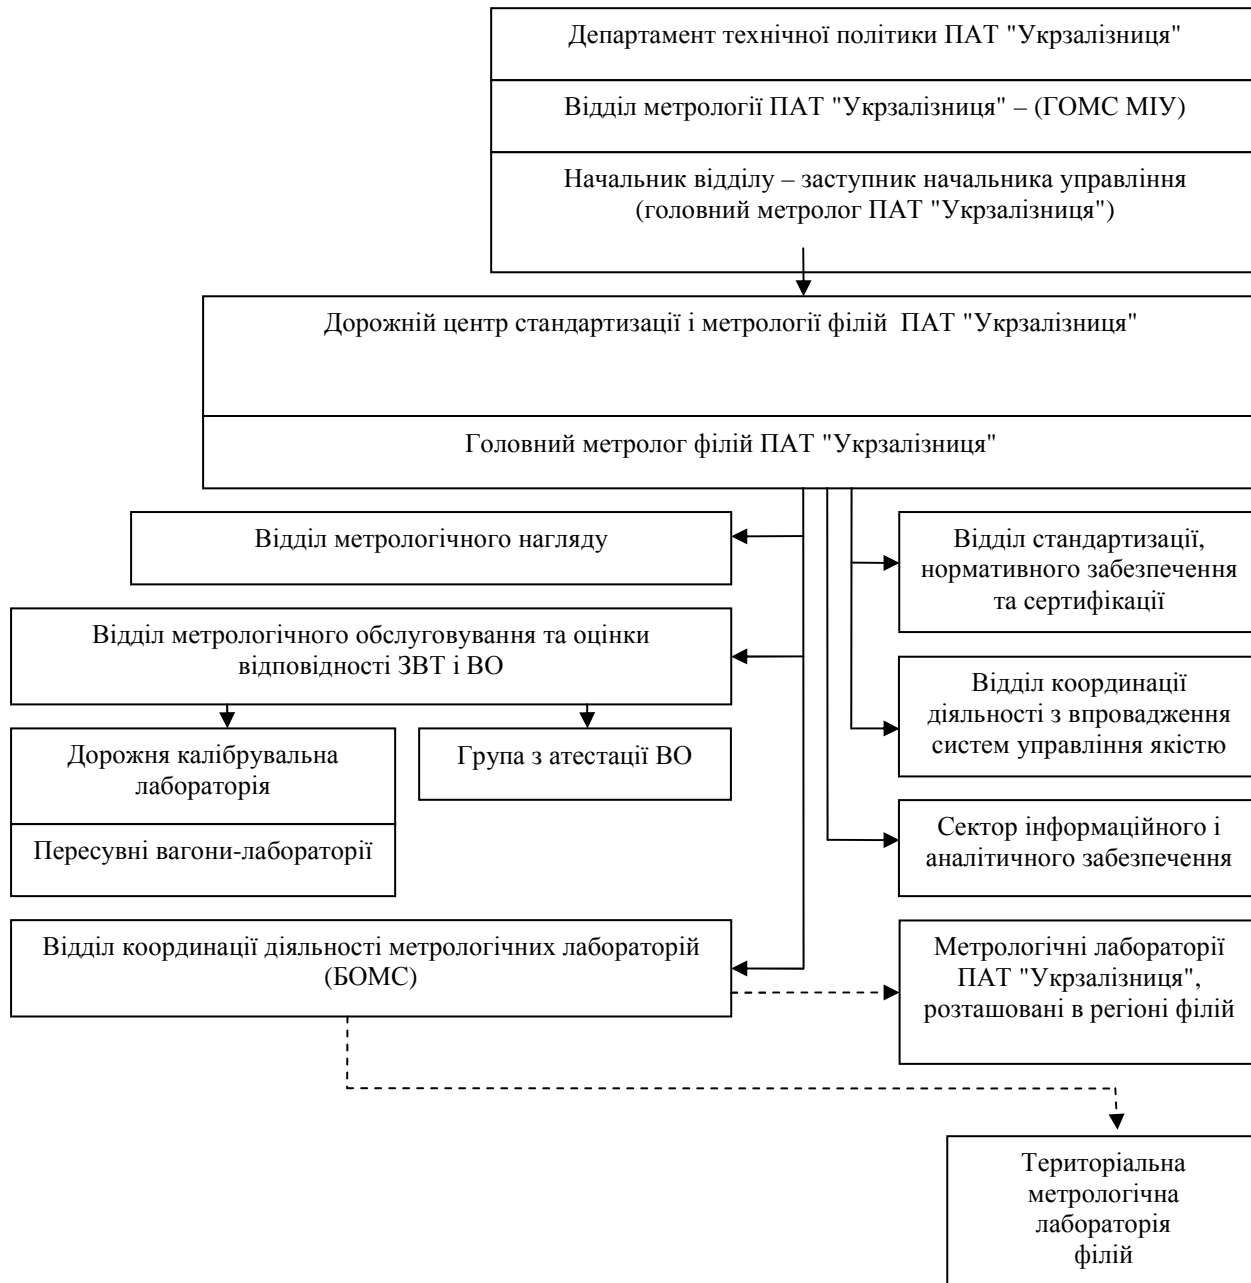 Департамент технічної політики ПАТ "Укрзалізниця"
Відділ метрології ПАТ "Укрзалізниця" – (ГОМС МІУ)
Начальник відділу – заступник начальника управління
(головний метролог ПАТ "Укрзалізниця")
Дорожній центр стандартизації і метрології філій ПАТ "Укрзалізниця"
Головний метролог філій ПАТ "Укрзалізниця"
Відділ метрологічного нагляду
Відділ стандартизації,
нормативного забезпечення
та сертифікації
Відділ метрологічного обслуговування та оцінки
відповідності ЗВТ і ВО
Відділ координації
діяльності з впровадження
систем управління якістю
Дорожня калібрувальна
лабораторія
Група з атестації ВО
Пересувні вагони-лабораторії
Сектор інформаційного і
аналітичного забезпечення
Відділ координації діяльності метрологічних лабораторій
(БОМС)
Метрологічні лабораторії
ПАТ "Укрзалізниця",
розташовані в регіоні філій
Територіальна
метрологічна
лабораторія
філій